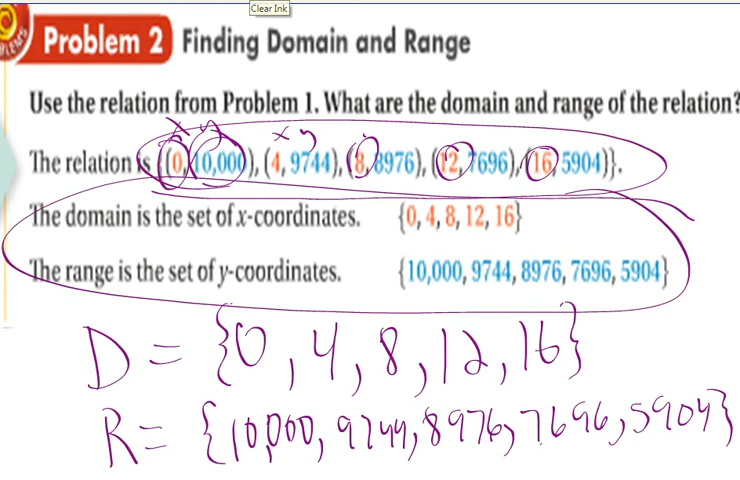 Clear Ink
Problem 2 Finding Domain and Range
Use the relation from Problem 1. What are the domain and range of the relation?
x y x y
The relation is {(0, 10,000), (4, 9744), (8, 8976), (12, 7696), (16, 5904)}.
The domain is the set of x-coordinates. {0, 4, 8, 12, 16}
The range is the set of y-coordinates. {10,000, 9744, 8976, 7696, 5904}
D = {0, 4, 8, 12, 16}
R = {10,000, 9744, 8976, 7696, 5904}